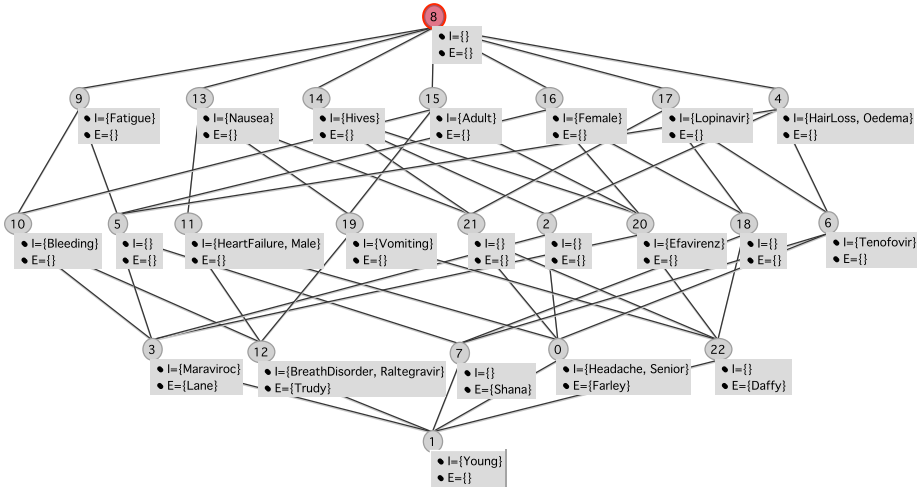 8
I={}
E={}
9
I={Fatigue}
E={}
13
I={Nausea}
E={}
14
I={Hives}
E={}
15
I={Adult}
E={}
16
I={Female}
E={}
17
I={Lopinavir}
E={}
4
I={HairLoss, Oedema}
E={}
10
I={Bleeding}
E={}
5
I={}
E={}
11
I={HeartFailure, Male}
E={}
19
I={Vomiting}
E={}
21
I={}
E={}
2
I={}
E={}
20
I={Efavirenz}
E={}
18
I={}
E={}
6
I={Tenofovir}
E={}
3
I={Maraviroc}
E={Lane}
12
I={BreathDisorder, Raltegravir}
E={Trudy}
7
I={}
E={Shana}
0
I={Headache, Senior}
E={Farley}
22
I={}
E={Daffy}
1
I={Young}
E={}